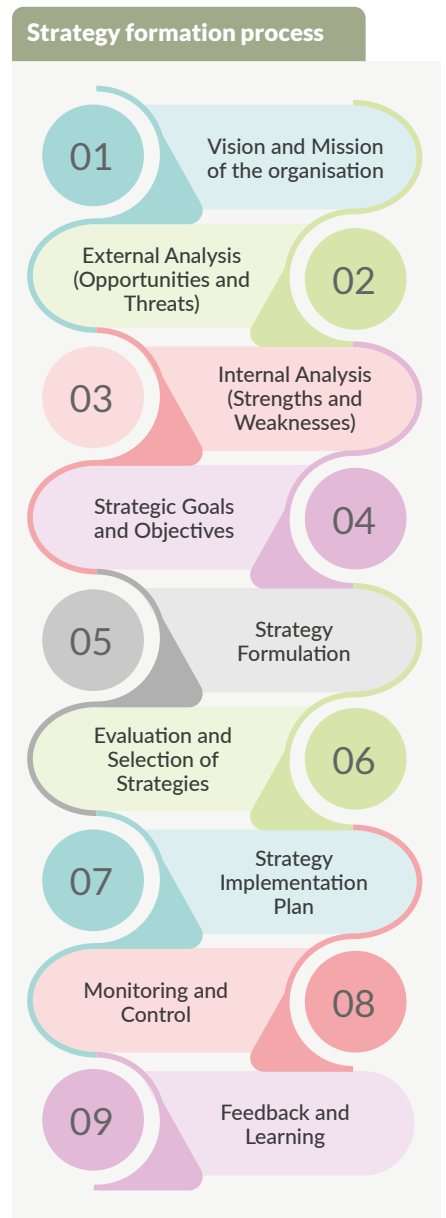 Strategy formation process
01
Vision and Mission
of the organisation
External Analysis
(Opportunities and
Threats)
02
03
Internal Analysis
(Strengths and
Weaknesses)
Strategic Goals
and Objectives
04
05
Strategy
Formulation
Evaluation and
Selection of
Strategies
06
07
Strategy
Implementation
Plan
Monitoring and
Control
08
09
Feedback and
Learning